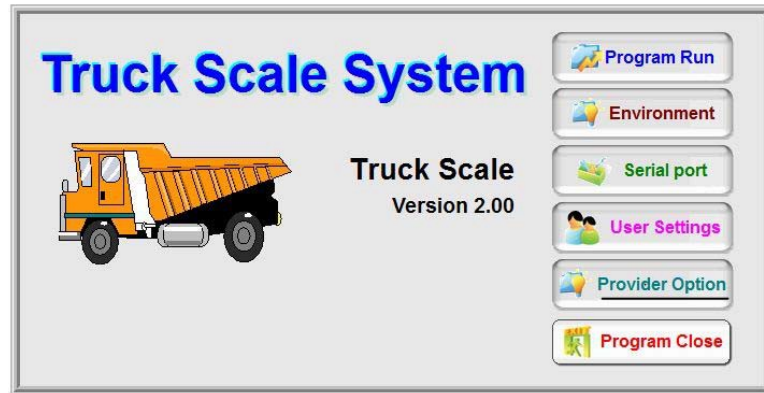 Truck Scale System
Truck Scale
Version 2.00
Program Run
Environment
Serial port
User Settings
Provider Option
Program Close